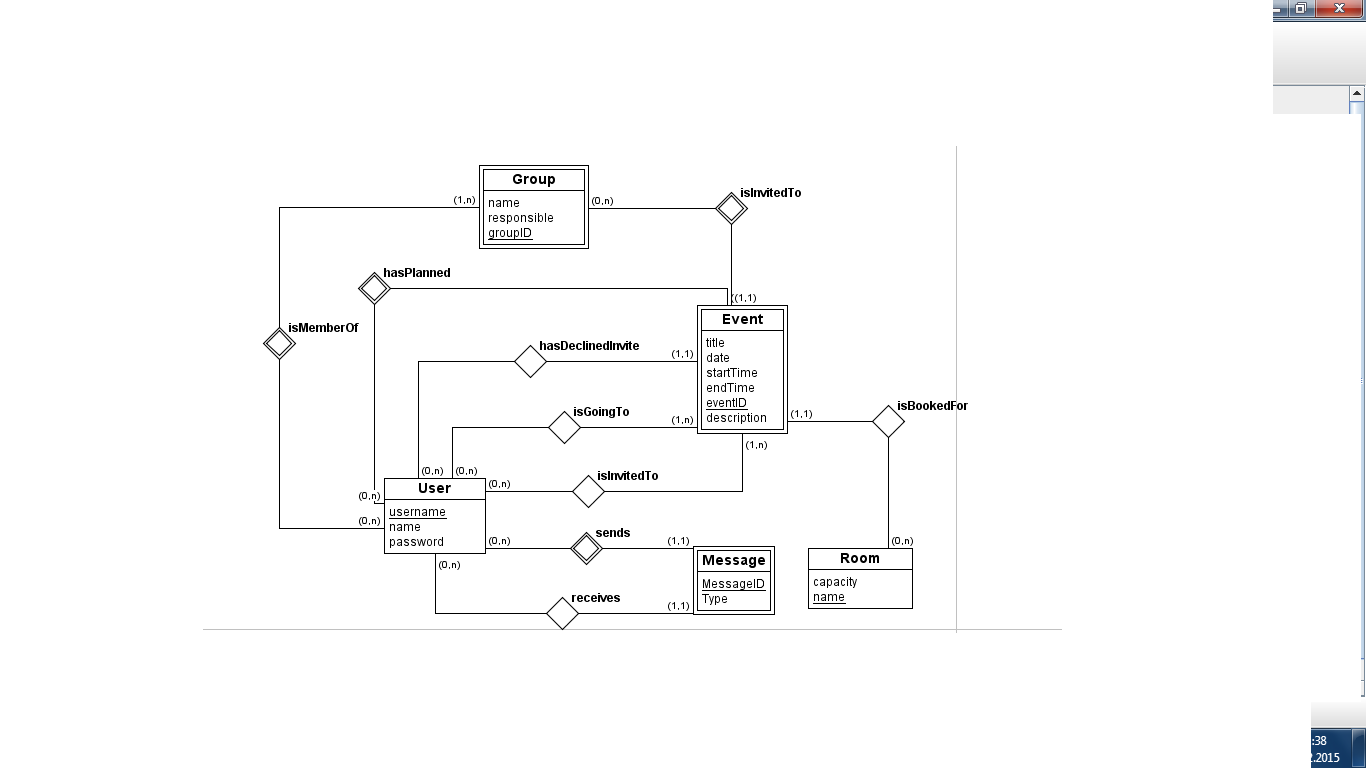 Group
name
responsible
groupID
(1,n)
(0,n)
isInvitedTo
hasPlanned
(1,1)
isMemberOf
Event
title
date
startTime
endTime
eventID
description
hasDeclinedInvite
(1,1)
isGoingTo
(1,n)
(1,1)
isBookedFor
(1,n)
(0,n)
(0,n)
isInvitedTo
(0,n)
(0,n)
(0,n)
User
username
name
password
(0,n)
sends
(1,1)
(0,n)
Message
MessageID
Type
(0,n)
Room
capacity
name
receives
(1,1)
:38
.2015